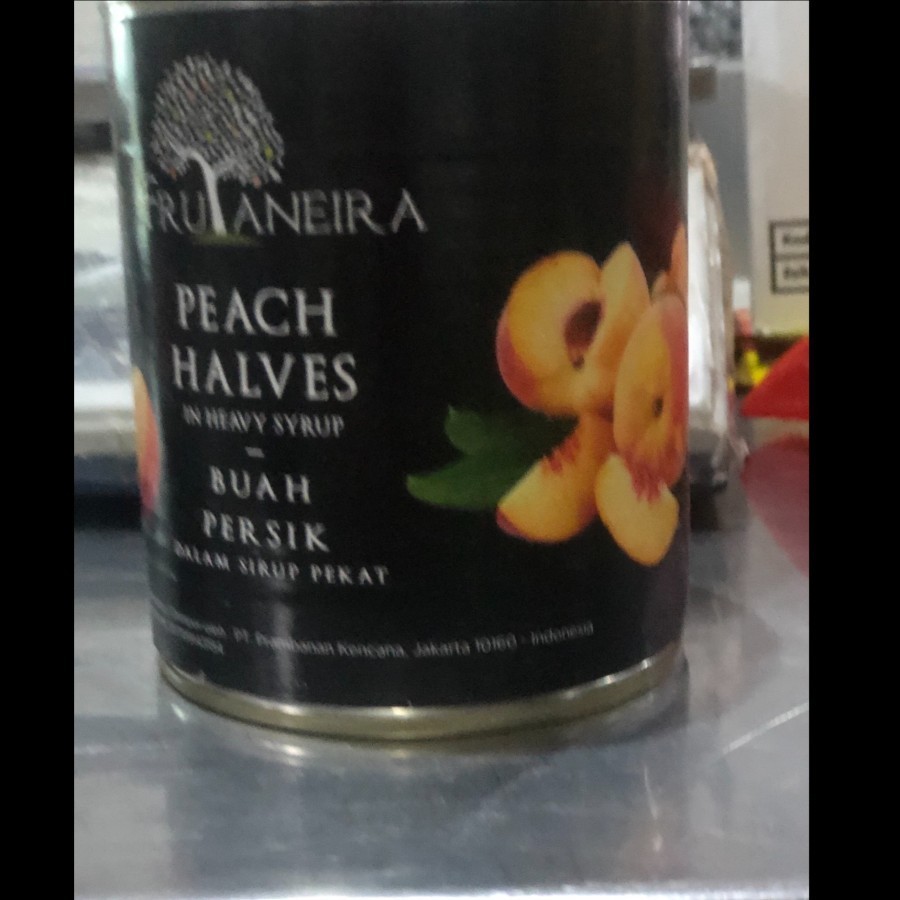 FRUTANEIRA
PEACH
HALVES
IN HEAVY SYRUP
–
BUAH
PERSIK
DALAM SIRUP PEKAT
PT. Prambanan Kencana, Jakarta 10160 - Indonesia